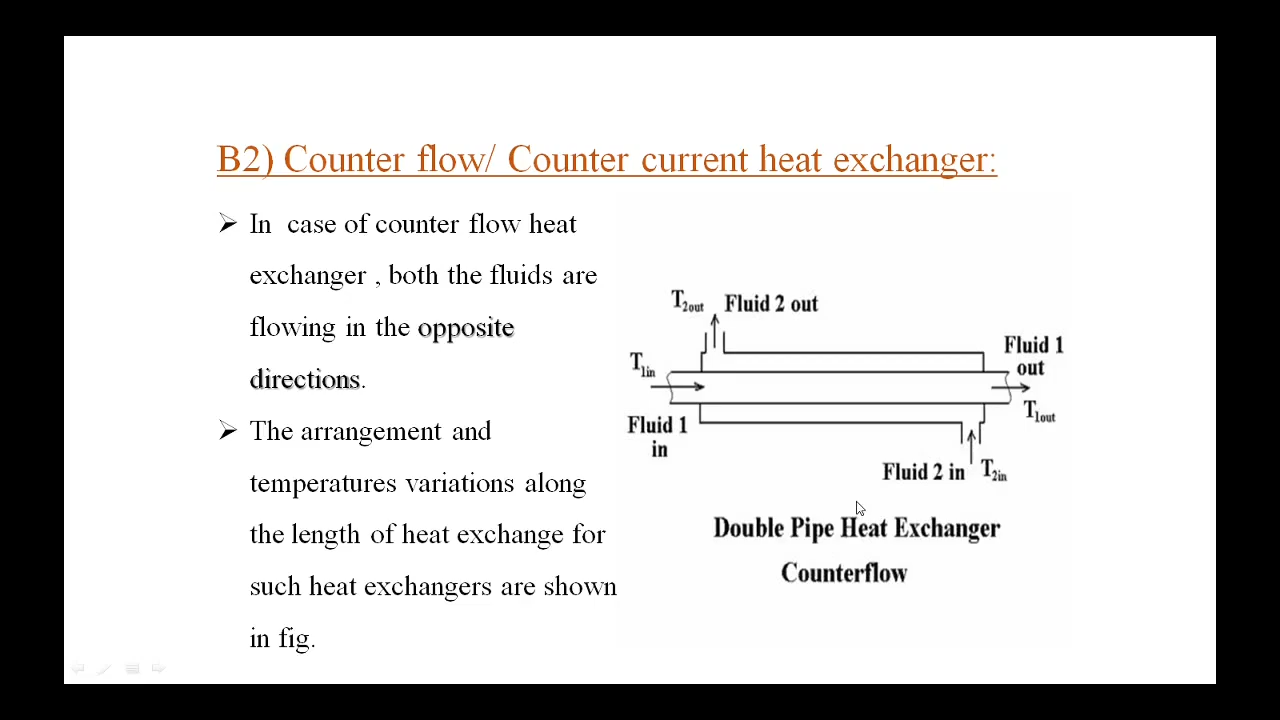 B2) Counter flow/ Counter current heat exchanger:
➢ In case of counter flow heat
exchanger , both the fluids are
flowing in the opposite
directions.
➢ The arrangement and
temperatures variations along
the length of heat exchange for
such heat exchangers are shown
in fig.
T2out Fluid 2 out
T1in
Fluid 1
in
Fluid 1
out
T1out
Fluid 2 in T2in
Double Pipe Heat Exchanger
Counterflow